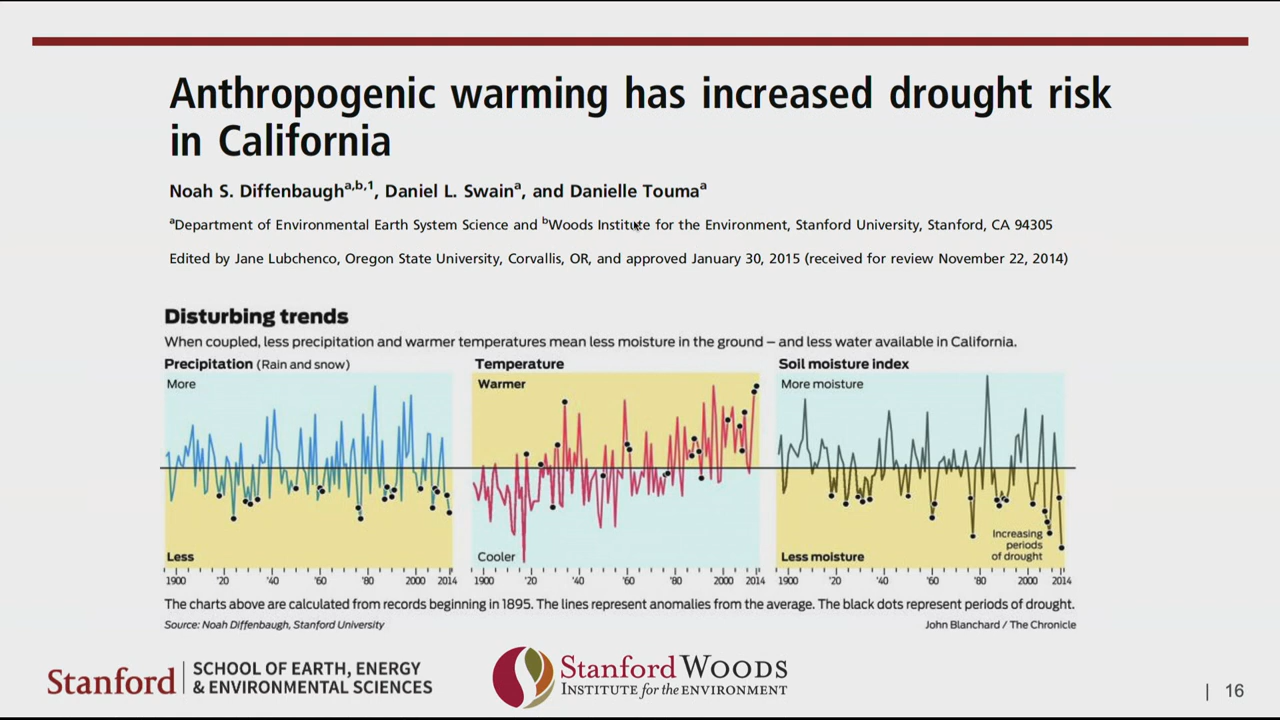 Anthropogenic warming has increased drought risk
in California
Noah S. Diffenbaugha,b,1, Daniel L. Swaina, and Danielle Toumaa
aDepartment of Environmental Earth System Science and bWoods Institute for the Environment, Stanford University, Stanford, CA 94305
Edited by Jane Lubchenco, Oregon State University, Corvallis, OR, and approved January 30, 2015 (received for review November 22, 2014)
Disturbing trends
When coupled, less precipitation and warmer temperatures mean less moisture in the ground – and less water available in California.
Precipitation (Rain and snow)
More
Less
1900 '20 '40 '60 '80 2000 2014
Temperature
Warmer
Cooler
1900 '20 '40 '60 '80 2000 2014
Soil moisture index
More moisture
Increasing
periods
of drought
Less moisture
1900 '20 '40 '60 '80 2000 2014
The charts above are calculated from records beginning in 1895. The lines represent anomalies from the average. The black dots represent periods of drought.
Source: Noah Diffenbaugh, Stanford University
John Blanchard / The Chronicle
Stanford
SCHOOL OF EARTH, ENERGY
& ENVIRONMENTAL SCIENCES
Stanford WOODS
INSTITUTE for the ENVIRONMENT
| 16